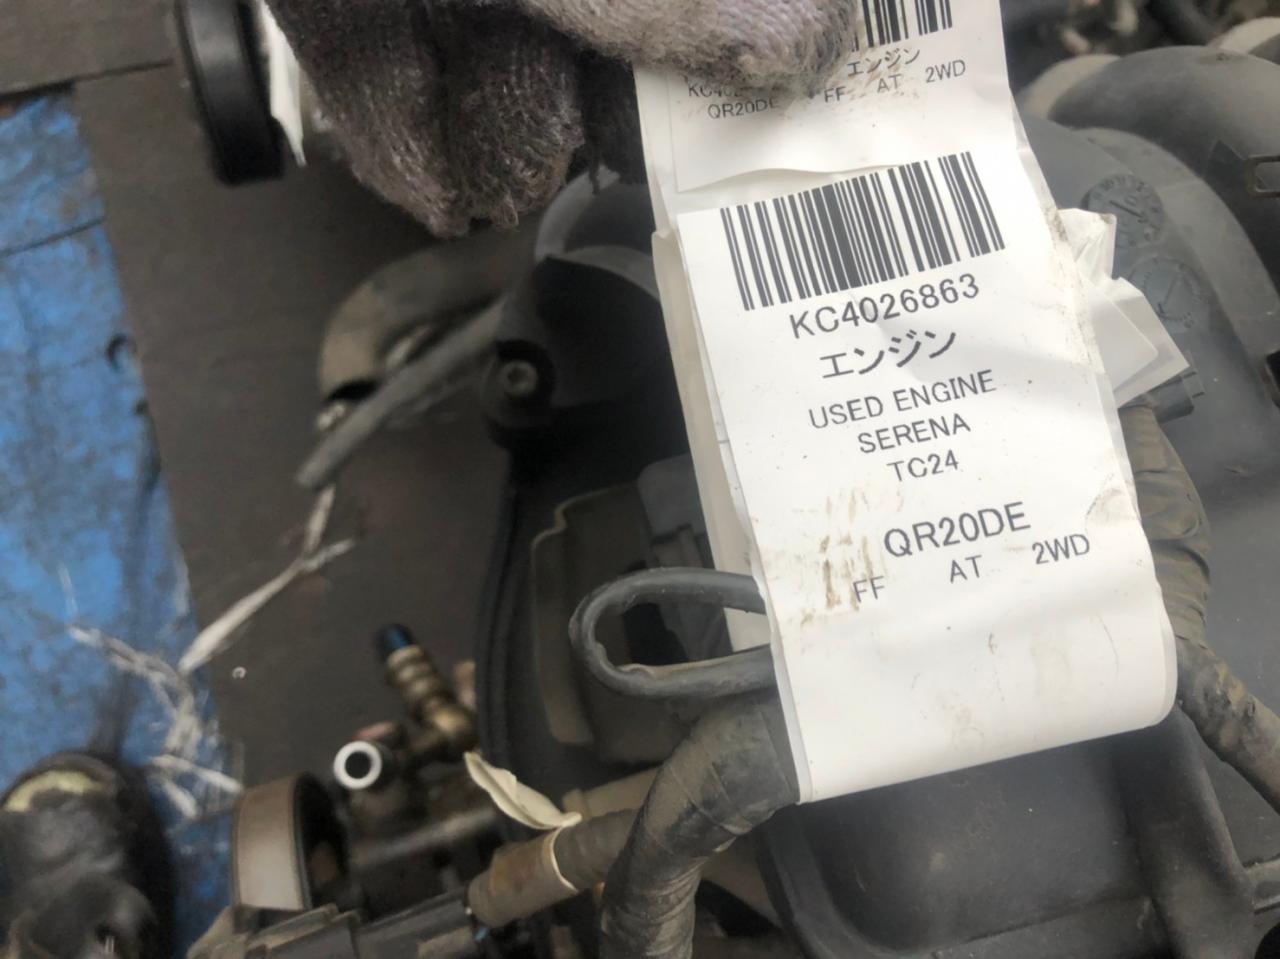 エンジン
QR20DE FF AT 2WD
KC4026863
エンジン
USED ENGINE
SERENA
TC24
QR20DE
FF AT 2WD